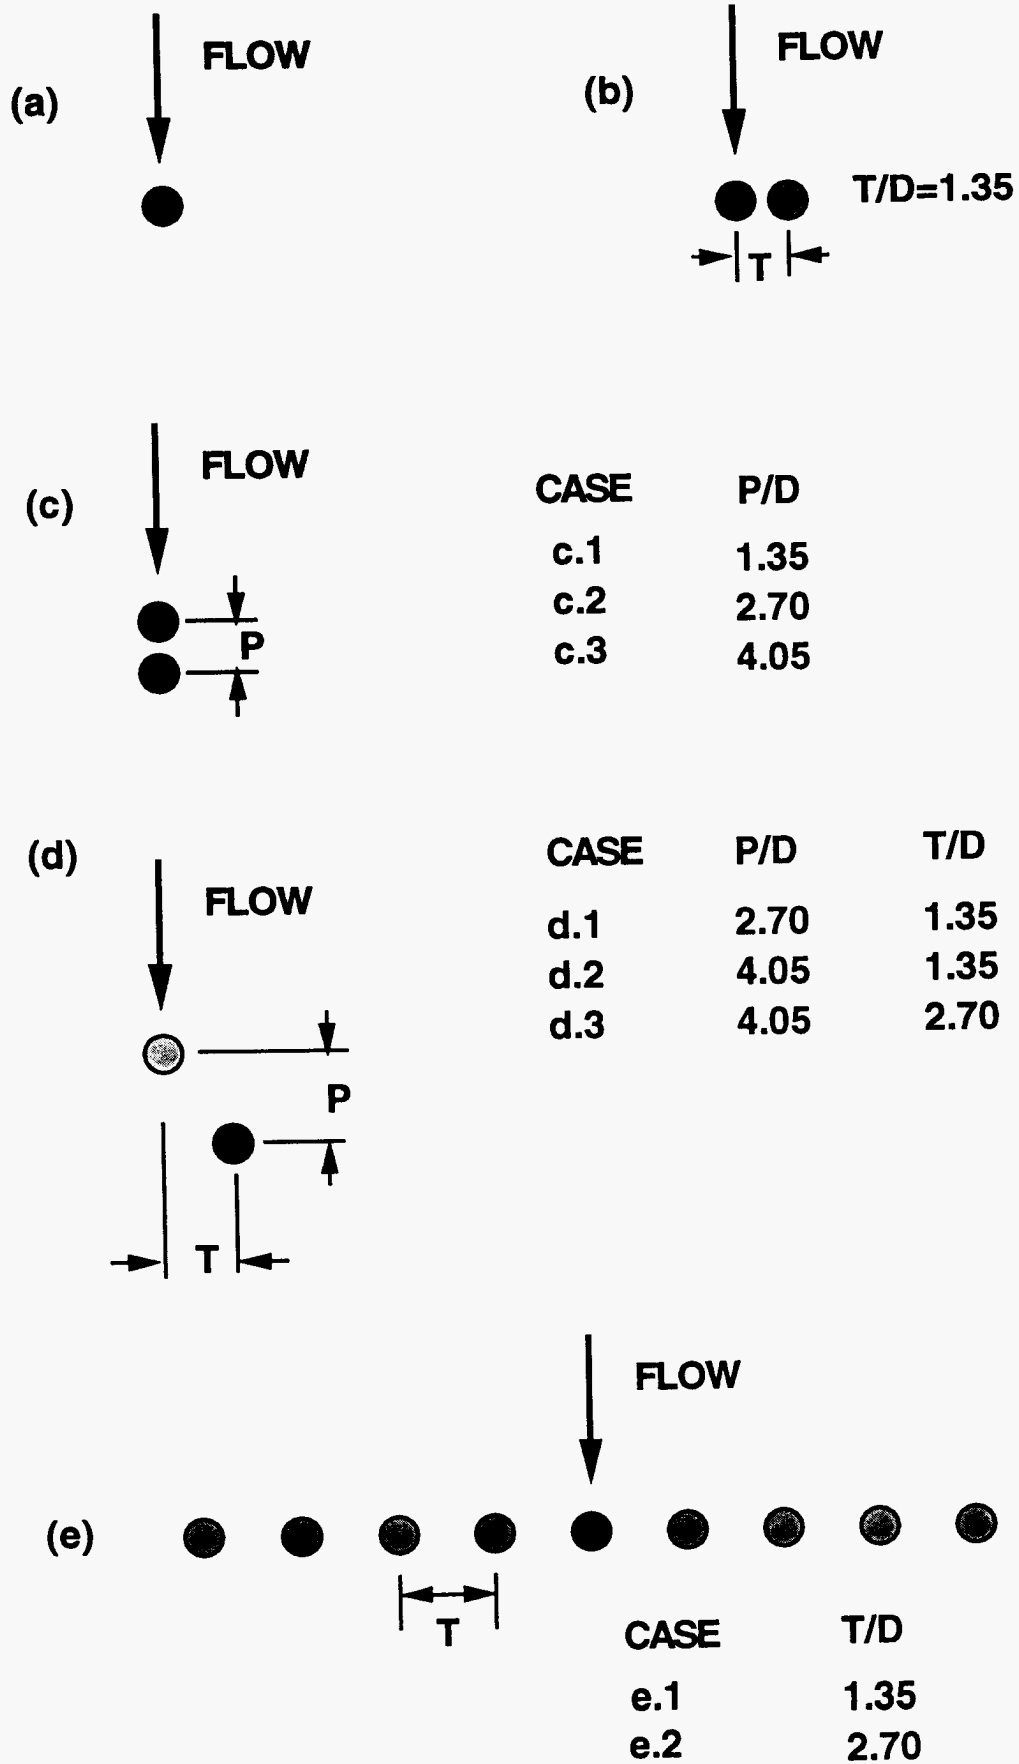 FLOW
(a)
FLOW
(b)
T/D=1.35
T
FLOW
(c)
P
CASE P/D
c.1 1.35
c.2 2.70
c.3 4.05
(d)
FLOW
P
T
CASE P/D T/D
d.1 2.70 1.35
d.2 4.05 1.35
d.3 4.05 2.70
FLOW
(e)
T
CASE T/D
e.1 1.35
e.2 2.70